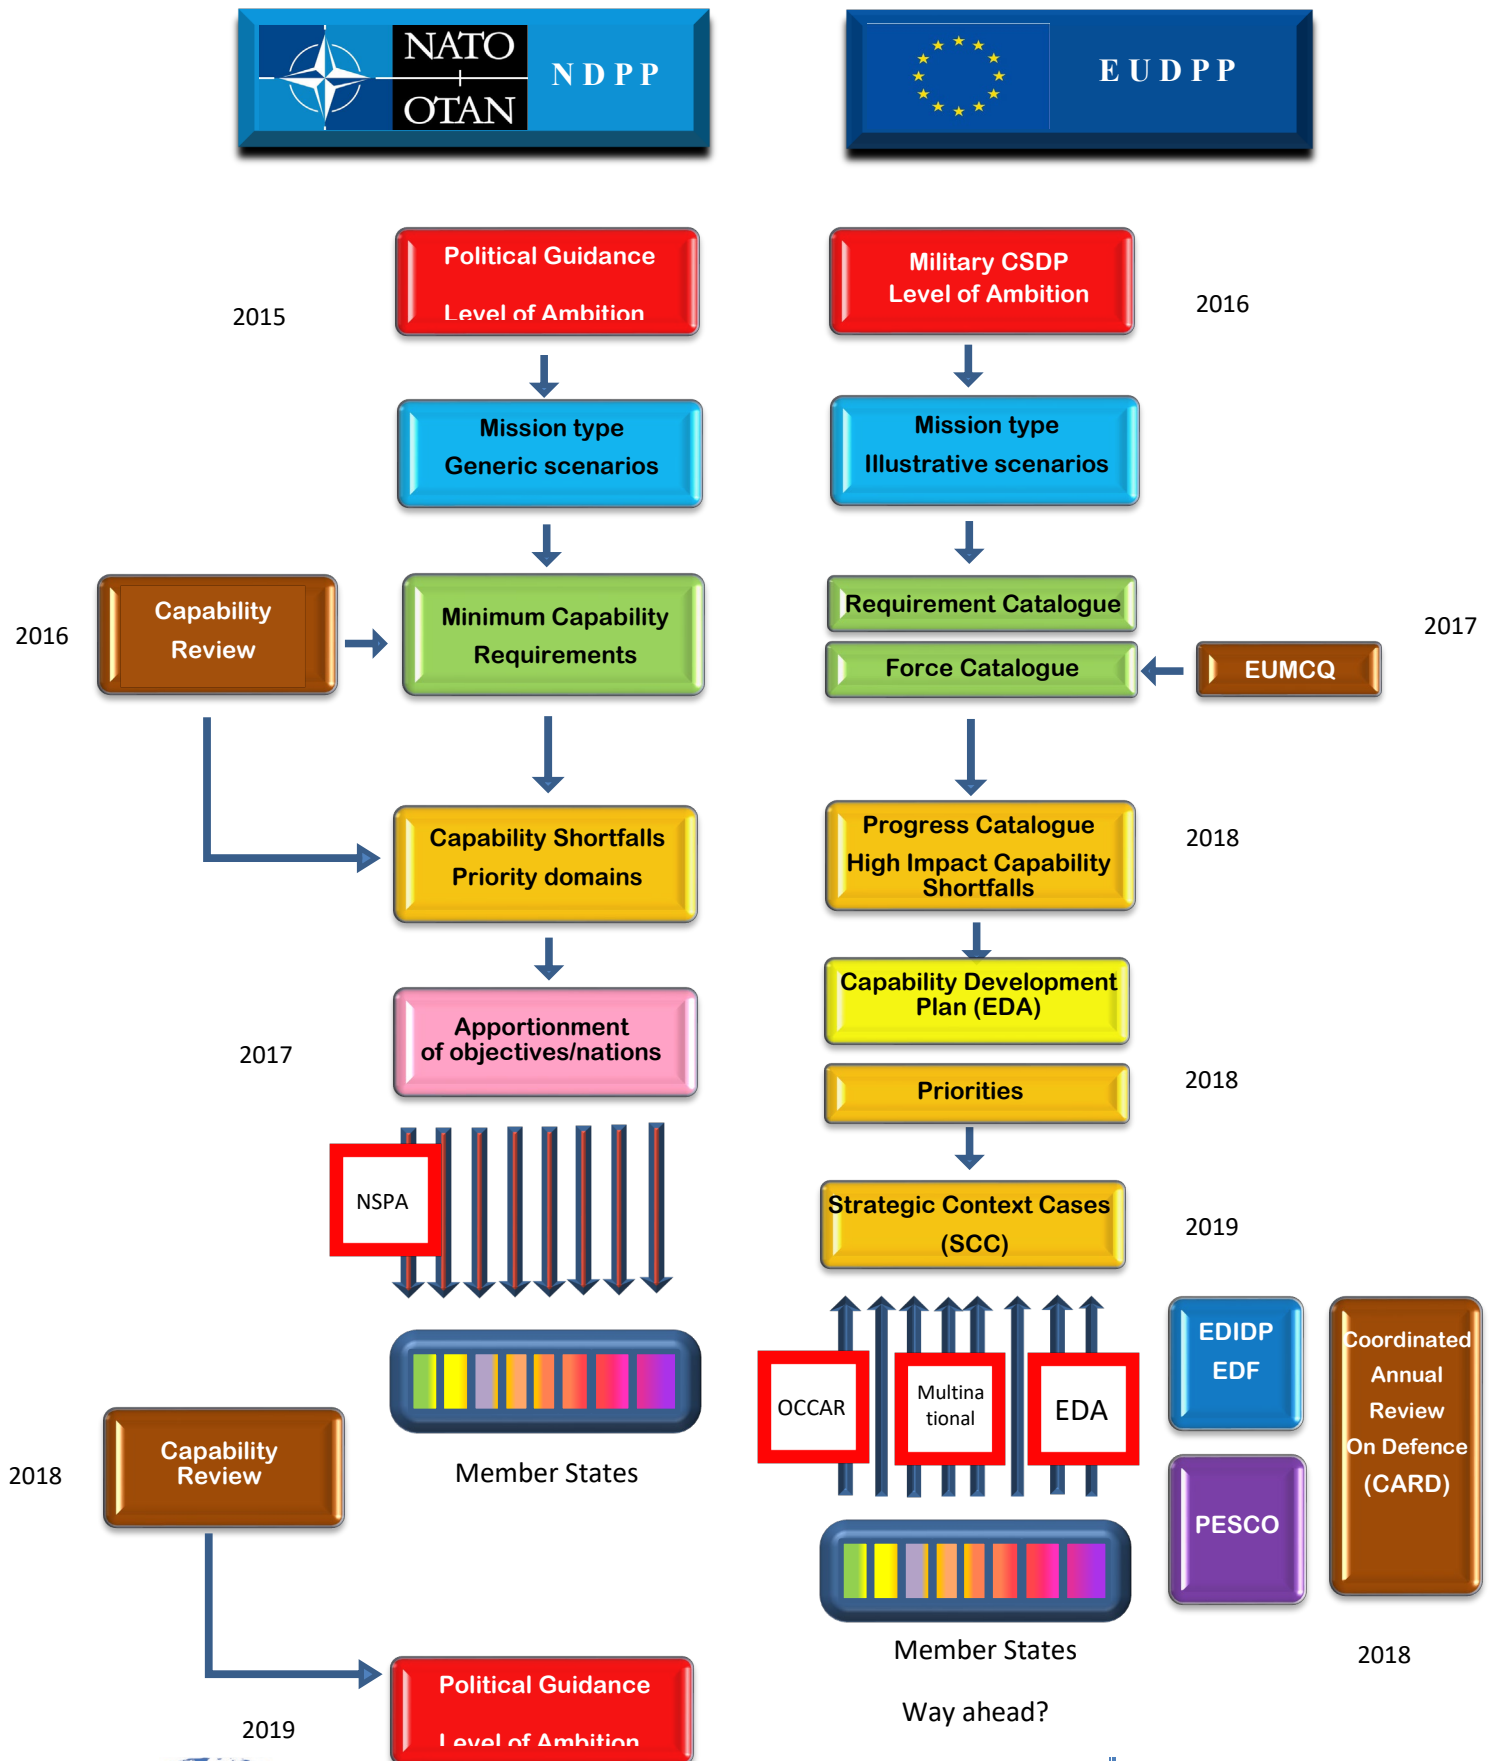 NATO
OTAN
NDPP
EUDPP
Political Guidance
Level of Ambition
2015
Military CSDP
Level of Ambition
2016
Mission type
Generic scenarios
Mission type
Illustrative scenarios
2016
Capability
Review
Minimum Capability
Requirements
Requirement Catalogue
Force Catalogue
EUMCQ
2017
Capability Shortfalls
Priority domains
Progress Catalogue
High Impact Capability
Shortfalls
2018
2017
Apportionment
of objectives/nations
Capability Development
Plan (EDA)
Priorities
2018
NSPA
Strategic Context Cases
(SCC)
2019
OCCAR
Multina
tional
EDA
EDIDP
EDF
PESCO
Coordinated
Annual
Review
On Defence
(CARD)
2018
2018
Capability
Review
Member States
Member States
Way ahead?
2019
Political Guidance
Level of Ambition